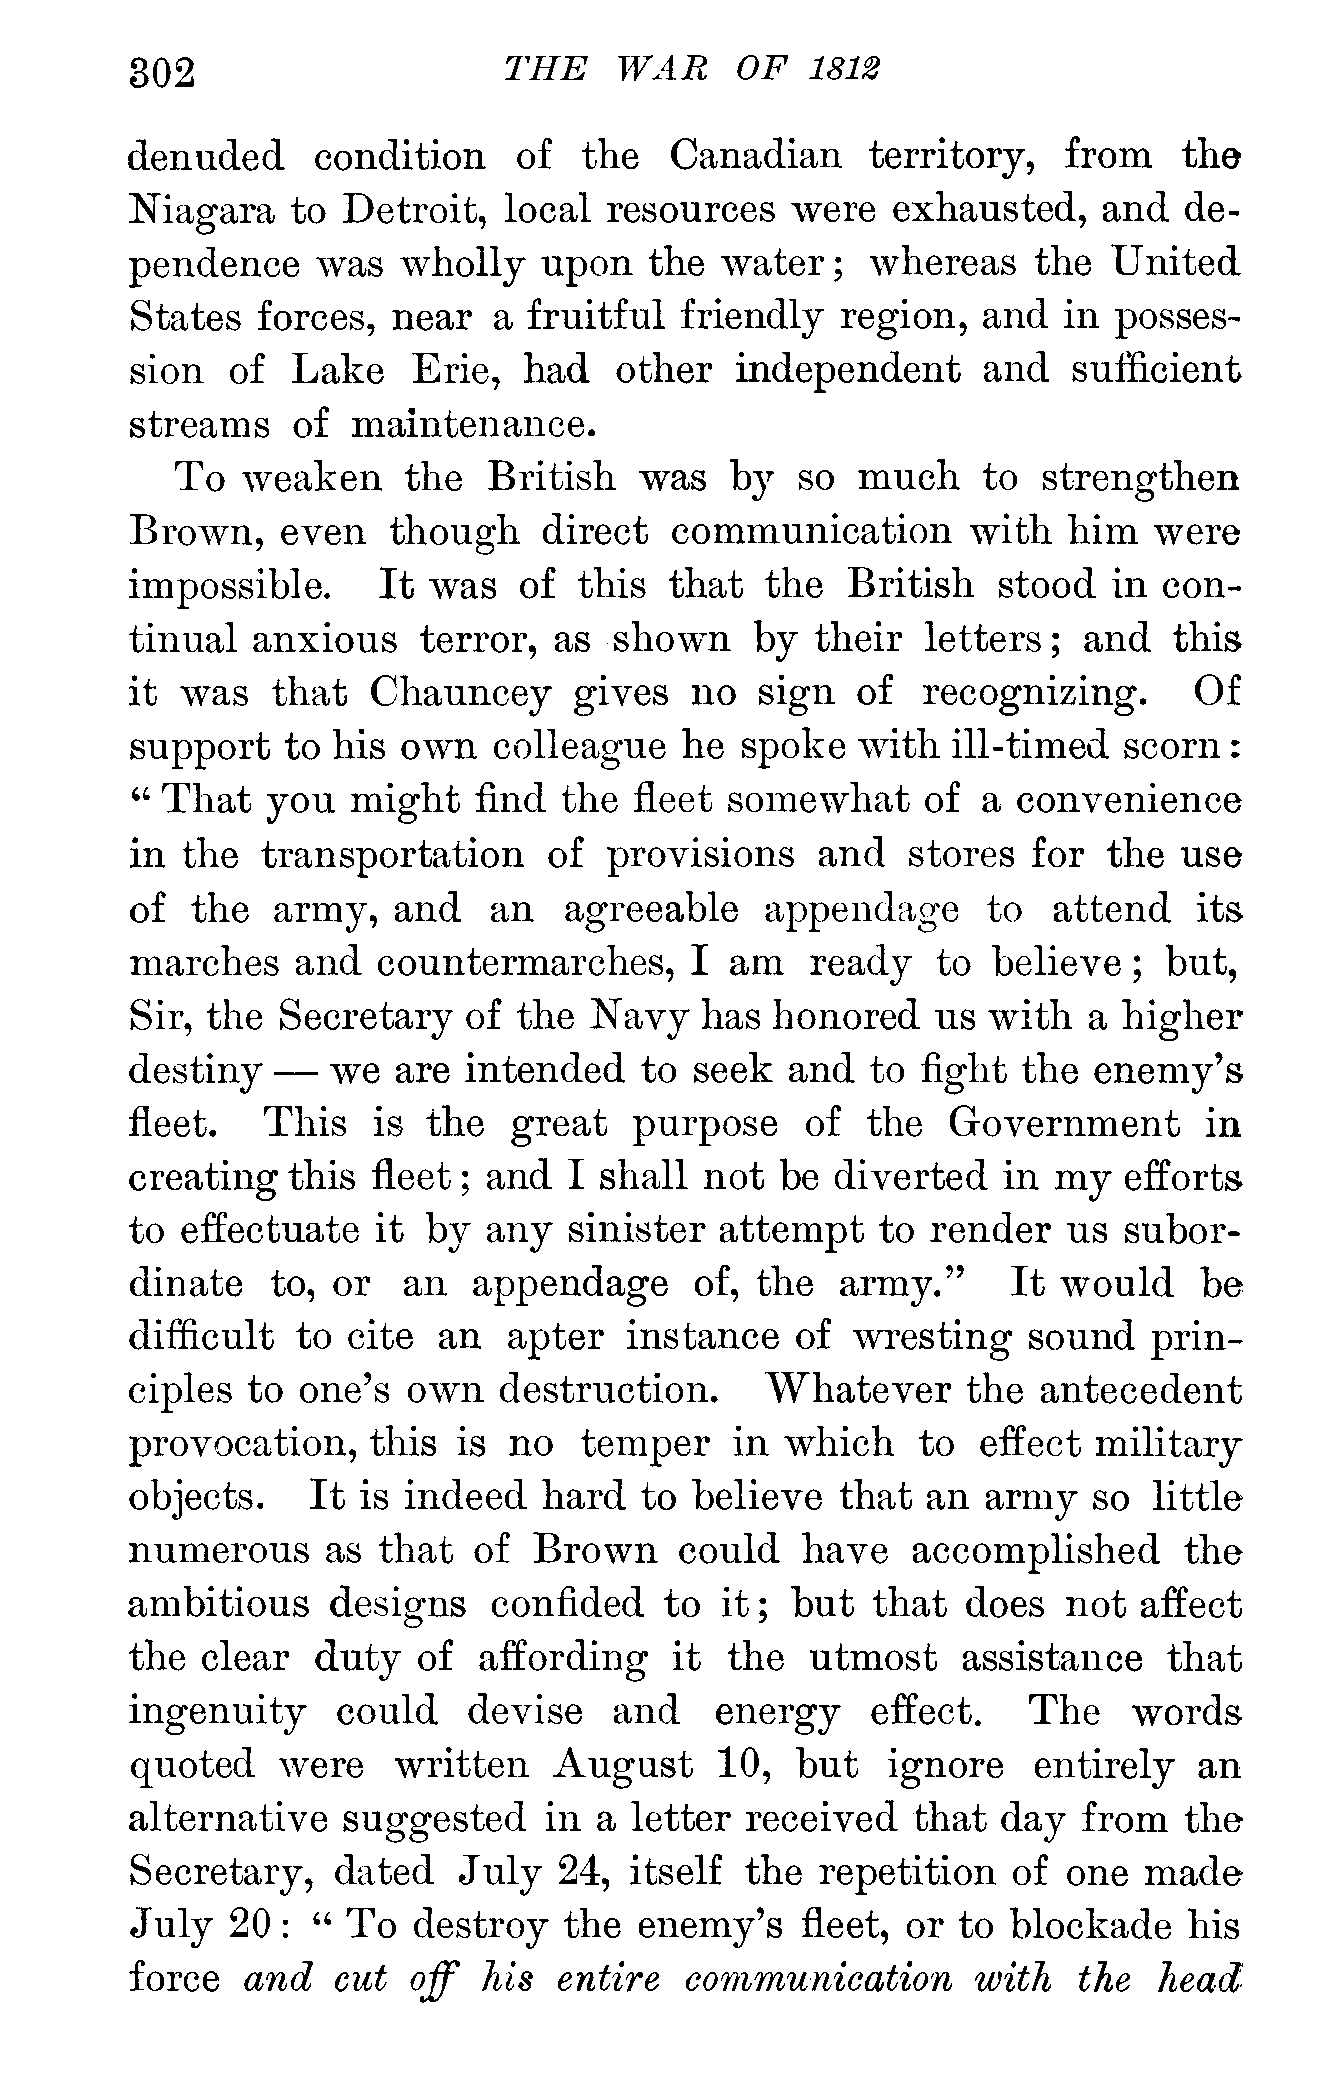 302 THE WAR OF 1812
denuded condition of the Canadian territory, from the
Niagara to Detroit, local resources were exhausted, and de-
pendence was wholly upon the water; whereas the United
States forces, near a fruitful friendly region, and in posses-
sion of Lake Erie, had other independent and sufficient
streams of maintenance.
To weaken the British was by so much to strengthen
Brown, even though direct communication with him were
impossible. It was of this that the British stood in con-
tinual anxious terror, as shown by their letters; and this
it was that Chauncey gives no sign of recognizing. Of
support to his own colleague he spoke with ill-timed scorn:
“That you might find the fleet somewhat of a convenience
in the transportation of provisions and stores for the use
of the army, and an agreeable appendage to attend its
marches and countermarches, I am ready to believe; but,
Sir, the Secretary of the Navy has honored us with a higher
destiny — we are intended to seek and to fight the enemy’s
fleet. This is the great purpose of the Government in
creating this fleet; and I shall not be diverted in my efforts
to effectuate it by any sinister attempt to render us subor-
dinate to, or an appendage of, the army.” It would be
difficult to cite an apter instance of wresting sound prin-
ciples to one’s own destruction. Whatever the antecedent
provocation, this is no temper in which to effect military
objects. It is indeed hard to believe that an army so little
numerous as that of Brown could have accomplished the
ambitious designs confided to it; but that does not affect
the clear duty of affording it the utmost assistance that
ingenuity could devise and energy effect. The words
quoted were written August 10, but ignore entirely an
alternative suggested in a letter received that day from the
Secretary, dated July 24, itself the repetition of one made
July 20: “To destroy the enemy’s fleet, or to blockade his
force and cut off his entire communication with the head